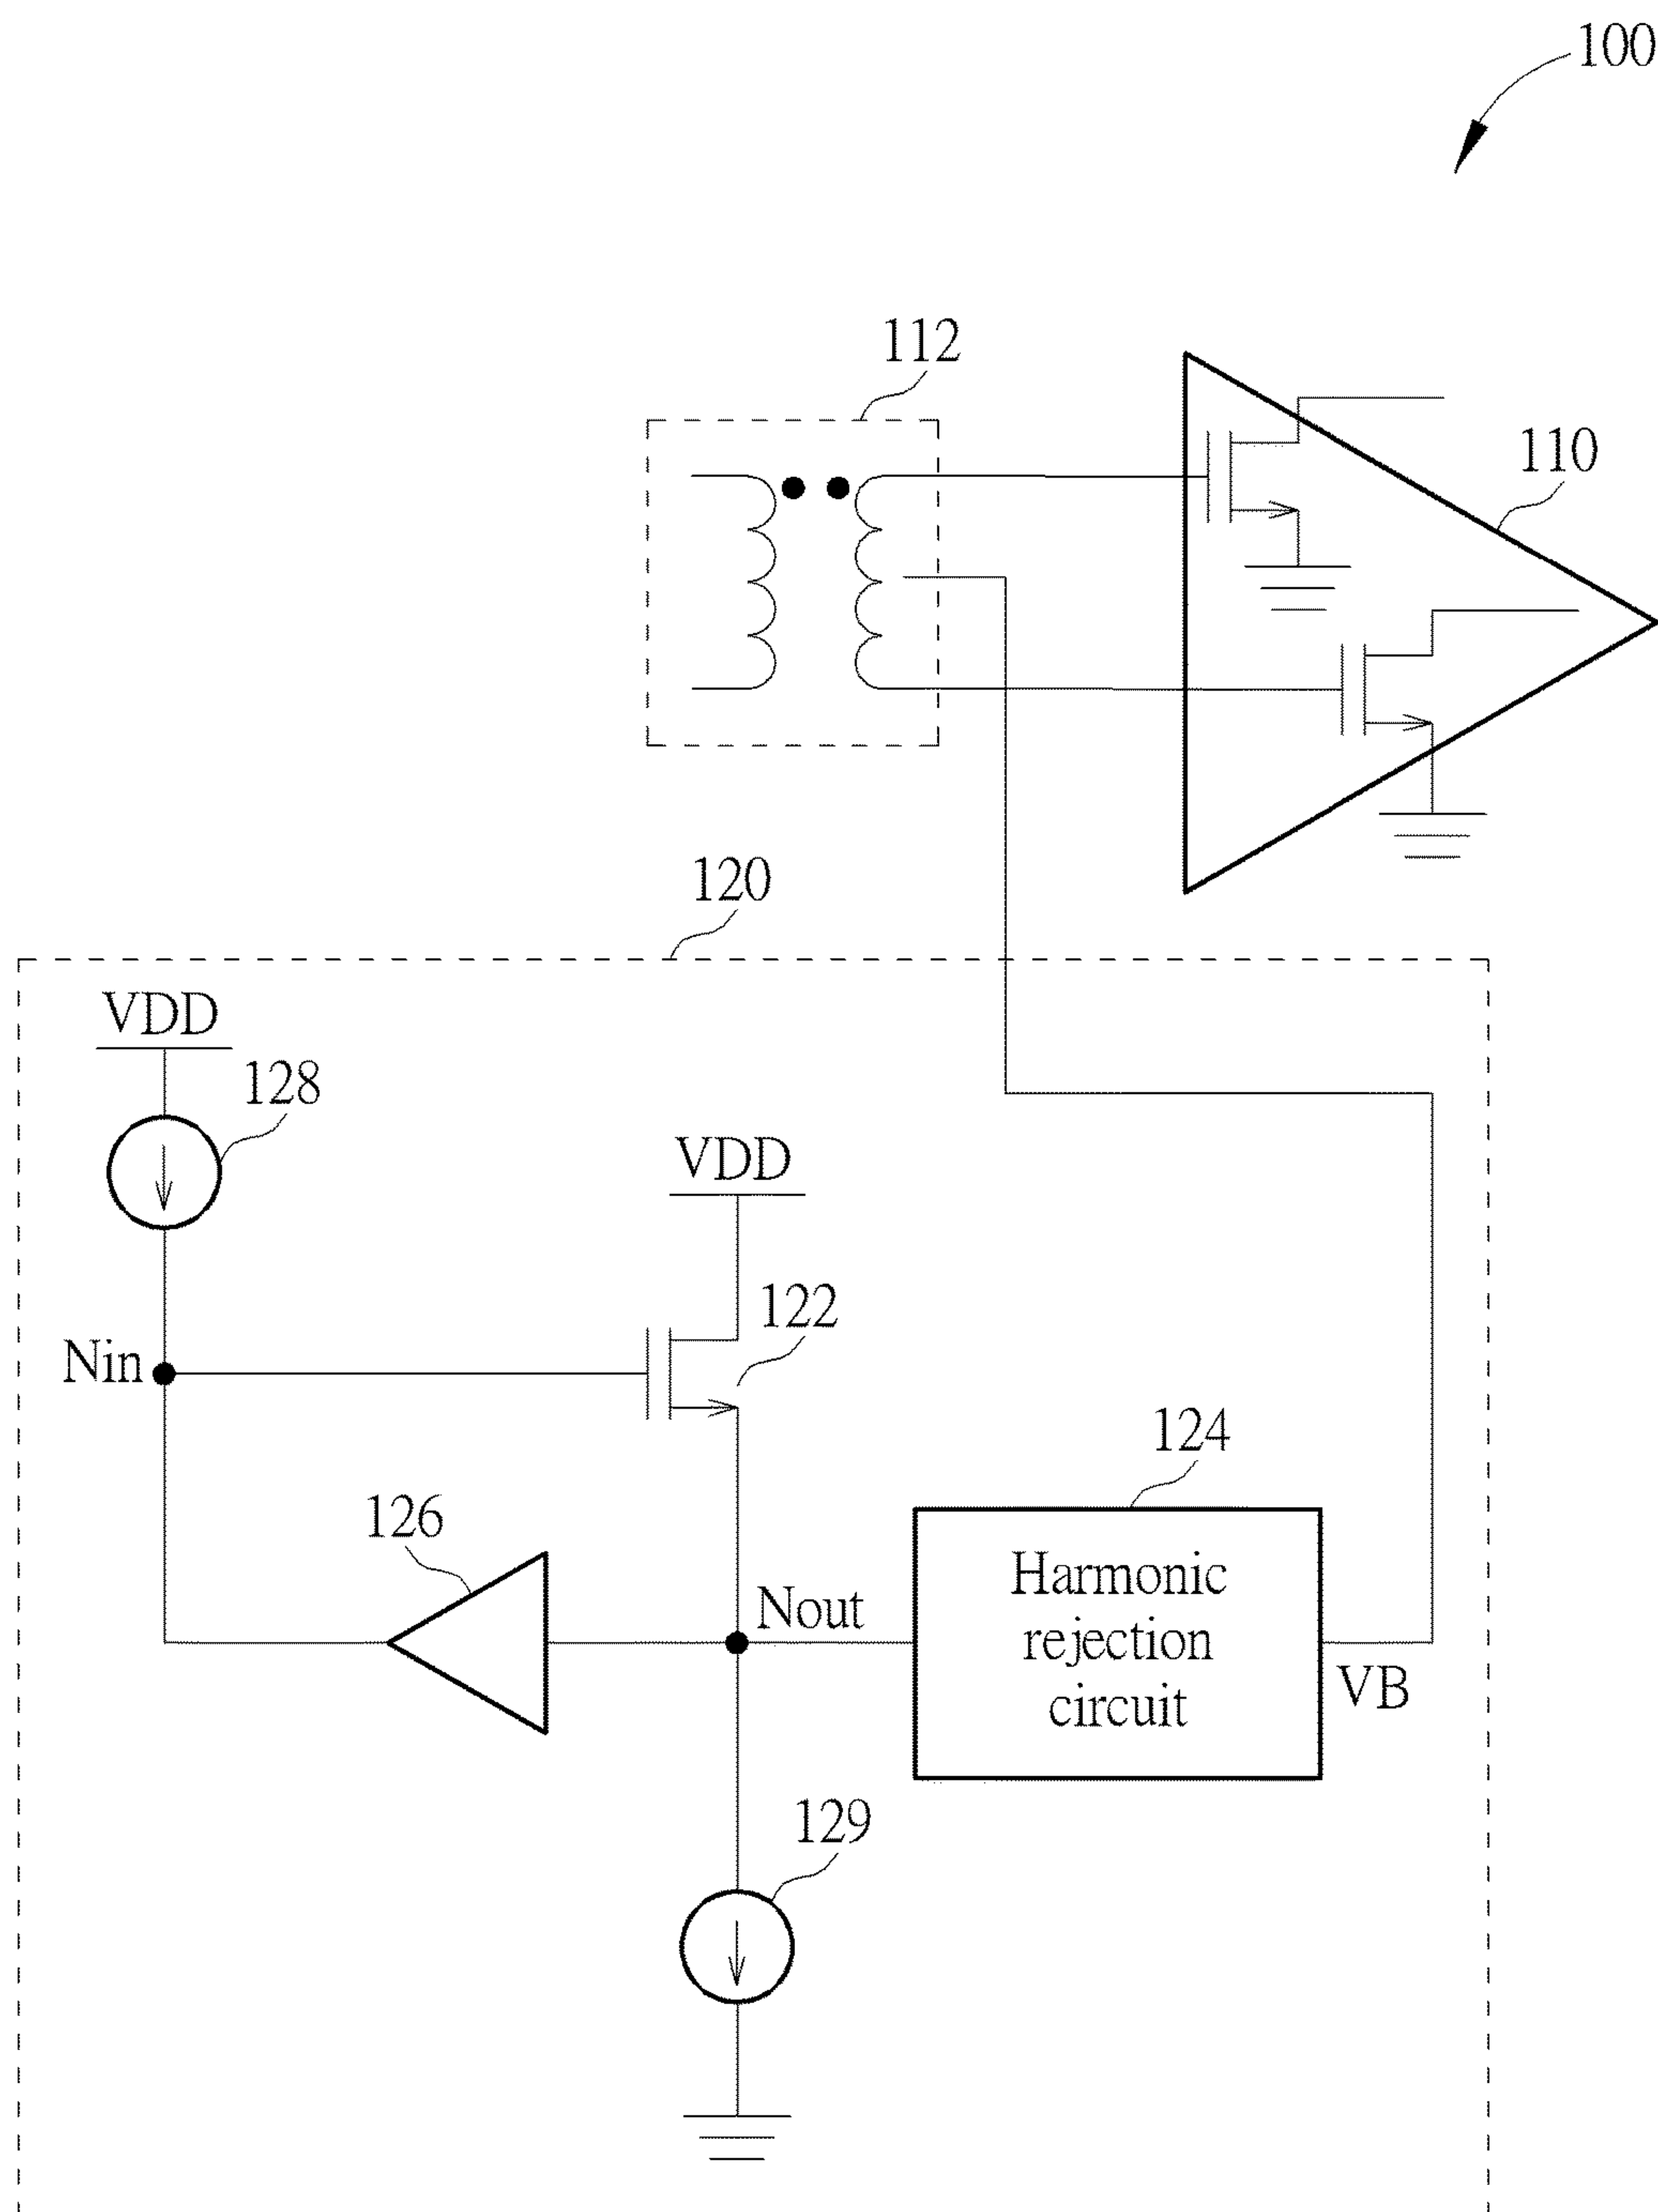 100
112
110
120
VDD
128
VDD
122
Nin
124
126
Harmonic
rejection
circuit
Nout
VB
129